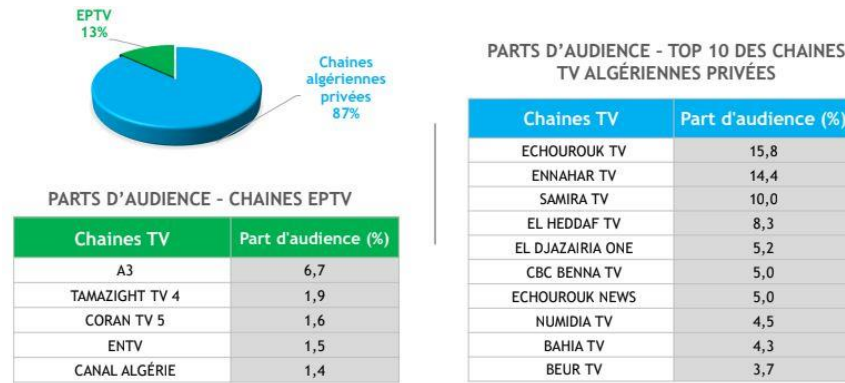 EPTV
13%
Chaines
algériennes
privées
87%
PARTS D'AUDIENCE - CHAINES EPTV
Chaines TV Part d'audience (%)
A3 6,7
TAMAZIGHT TV 4 1,9
CORAN TV 5 1,6
ENTV 1,5
CANAL ALGÉRIE 1,4
PARTS D'AUDIENCE - TOP 10 DES CHAINES
TV ALGÉRIENNES PRIVÉES
Chaines TV Part d'audience (%)
ECHOUROUK TV 15,8
ENNAHAR TV 14,4
SAMIRA TV 10,0
EL HEDDAF TV 8,3
EL DJAZAIRIA ONE 5,2
CBC BENNA TV 5,0
ECHOUROUK NEWS 5,0
NUMIDIA TV 4,5
BAHIA TV 4,3
BEUR TV 3,7